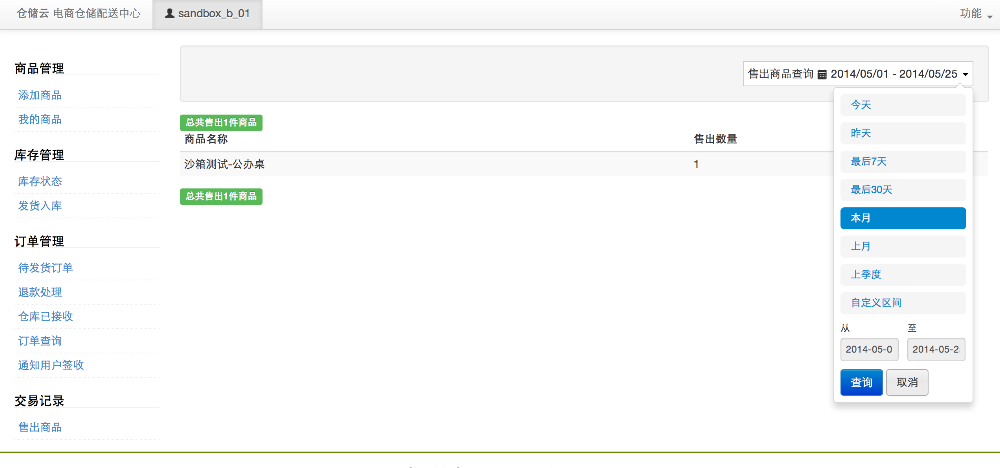 仓储云 电商仓储配送中心 sandbox_b_01 功能
商品管理
添加商品
我的商品
库存管理
库存状态
发货入库
订单管理
待发货订单
退款处理
仓库已接收
订单查询
通知用户签收
交易记录
售出商品
售出商品查询 2014/05/01 - 2014/05/25
总共售出1件商品
商品名称 售出数量
沙箱测试-公办桌 1
总共售出1件商品
今天
昨天
最后7天
最后30天
本月
上月
上季度
自定义区间
从 至
2014-05-0 2014-05-2
查询 取消